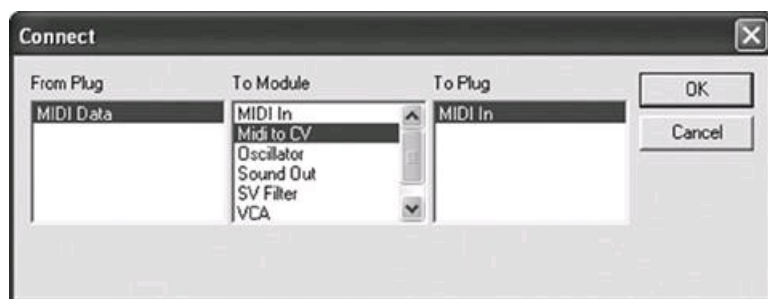 Connect
From Plug
To Module
To Plug
MIDI Data
MIDI In
Midi to CV
Oscillator
Sound Out
SV Filter
VCA
MIDI In
OK
Cancel